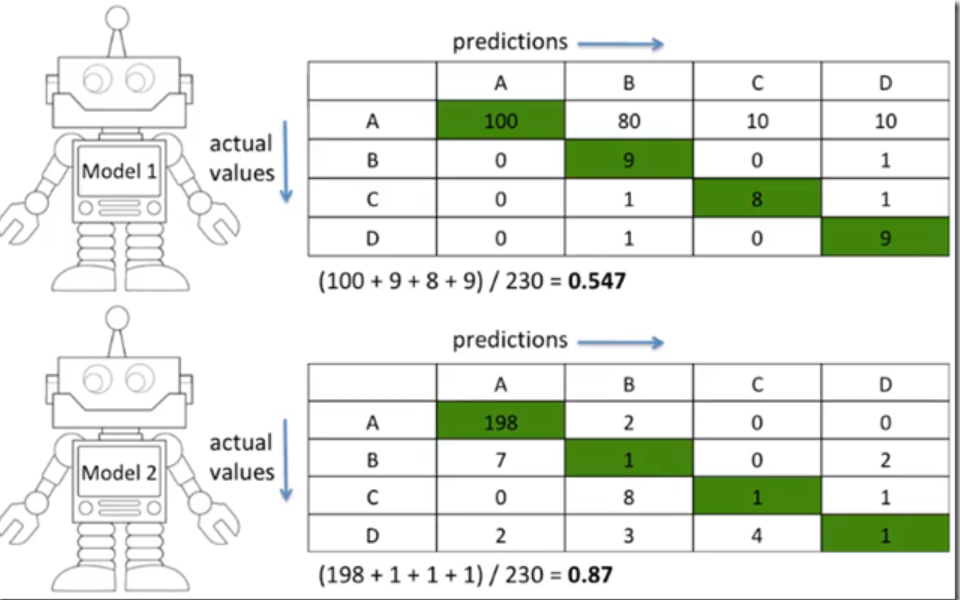 predictions
A B C D
A 100 80 10 10
B 0 9 0 1
C 0 1 8 1
D 0 1 0 9
actual
values
Model 1
(100 + 9 + 8 + 9) / 230 = 0.547
predictions
A B C D
A 198 2 0 0
B 7 1 0 2
C 0 8 1 1
D 2 3 4 1
actual
values
Model 2
(198 + 1 + 1 + 1) / 230 = 0.87